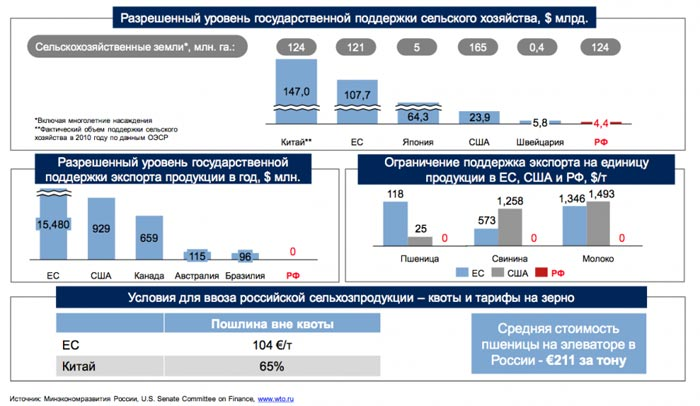 Разрешенный уровень государственной поддержки сельского хозяйства, $ млрд.
Сельскохозяйственные земли*, млн. га.:
124 121 5 165 0,4 124
147,0 107,7 64,3 23,9 5,8 4,4
*Включая многолетние насаждения
**Фактический объем поддержки сельского
хозяйства в 2010 году по данным ОЭСР
Китай** ЕС Япония США Швейцария РФ
Разрешенный уровень государственной
поддержки экспорта продукции в год, $ млн.
15,480 929 659 115 96 0
ЕС США Канада Австралия Бразилия РФ
Ограничение поддержка экспорта на единицу
продукции в ЕС, США и РФ, $/т
118 25 0 573 1,258 0 1,346 1,493 0
Пшеница Свинина Молоко
ЕС США РФ
Условия для ввоза российской сельхозпродукции – квоты и тарифы на зерно
Пошлина вне квоты
ЕС 104 €/т
Китай 65%
Средняя стоимость
пшеницы на элеваторе в
России - €211 за тону
Источник: Минэкономразвития России, U.S. Senate Committee on Finance, www.wto.ru